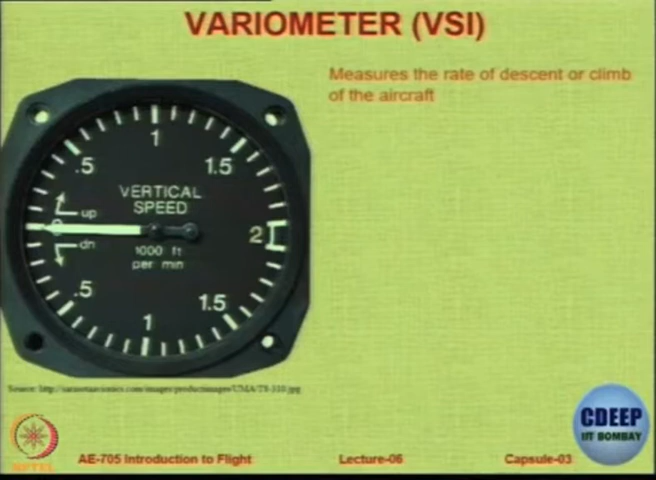 VARIOMETER (VSI)
Measures the rate of descent or climb
of the aircraft
1
.5
1.5
VERTICAL
SPEED
up
0
2
dn
1000 ft
per min
.5
1.5
1
CDEEP
IIT BOMBAY
NPTEL
AE-705 Introduction to Flight
Lecture-06
Capsule-03